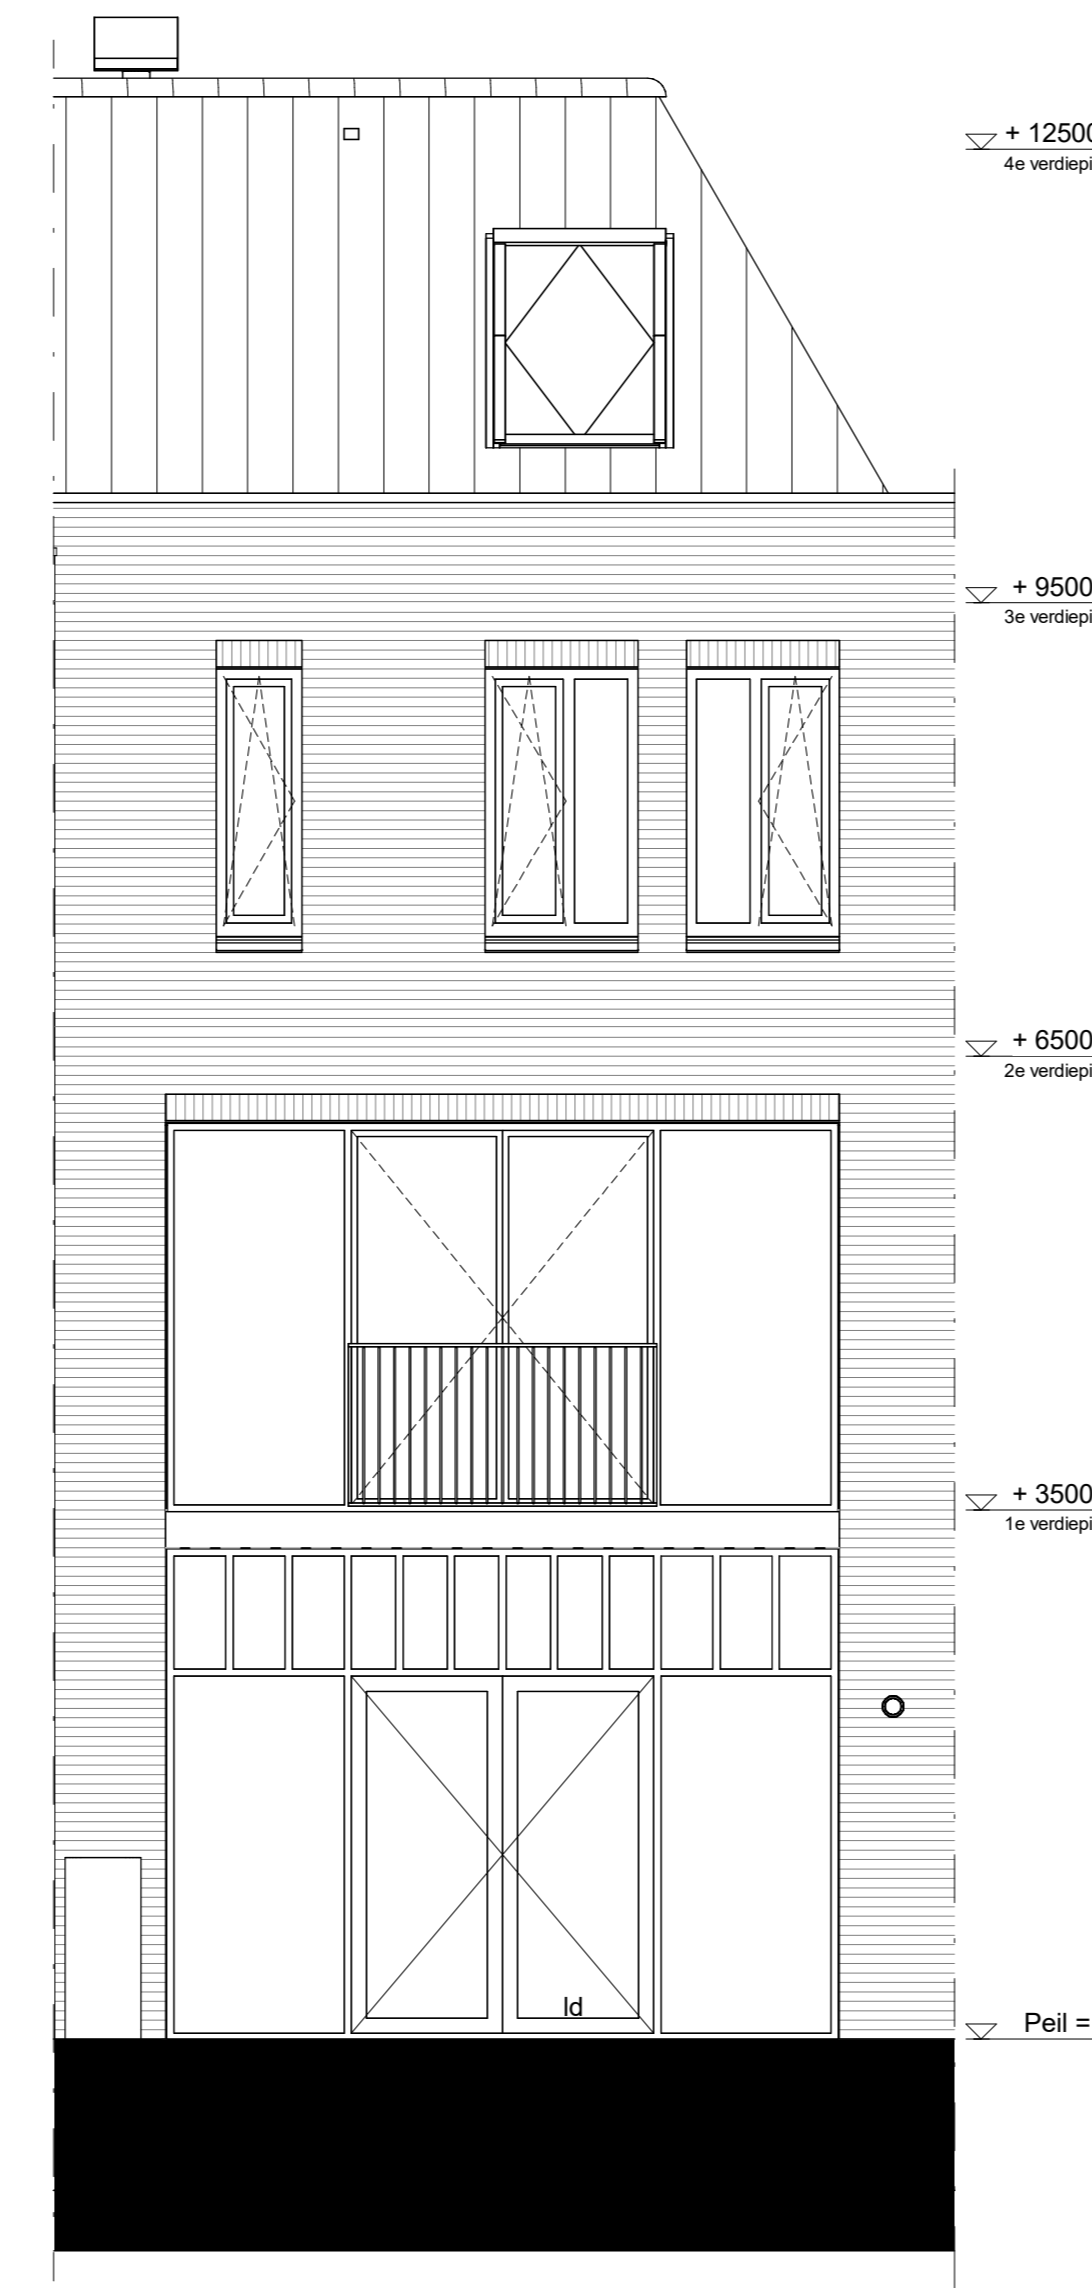 + 12500
4e verdiepi
+ 9500
3e verdiepi
+ 6500
2e verdiepi
+ 3500
1e verdiepi
ld
Peil =